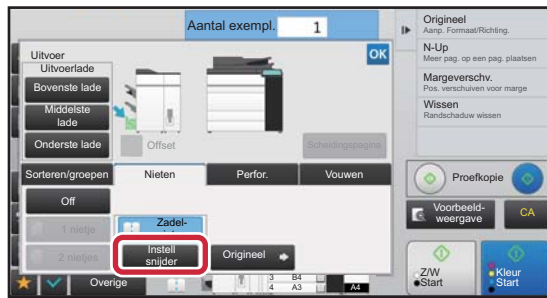 Aantal exempl. 1
Uitvoer
OK
Uitvoerlade
Bovenste lade
Middelste
lade
Onderste lade
Offset
Scheidingspagina
Sorteren/groepen
Nieten
Perfor.
Vouwen
Off
1 nietje
2 nietjes
Zadel-
Instell
snijder
Origineel
Overige
3 B4
4 A3
A4
Origineel
Aanp. Formaat/Richting.
N-Up
Meer pag. op een pag. plaatsen
Margeverschv.
Pos. verschuiven voor marge
Wissen
Randschaduw wissen
Proefkopie
Voorbeeld-
weergave
CA
Z/W
Start
Kleur
Start